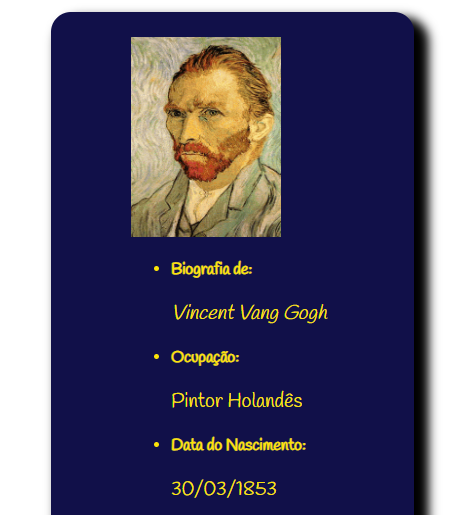 Biografia de:
Vincent Vang Gogh
Ocupação:
Pintor Holandês
Data do Nascimento:
30/03/1853